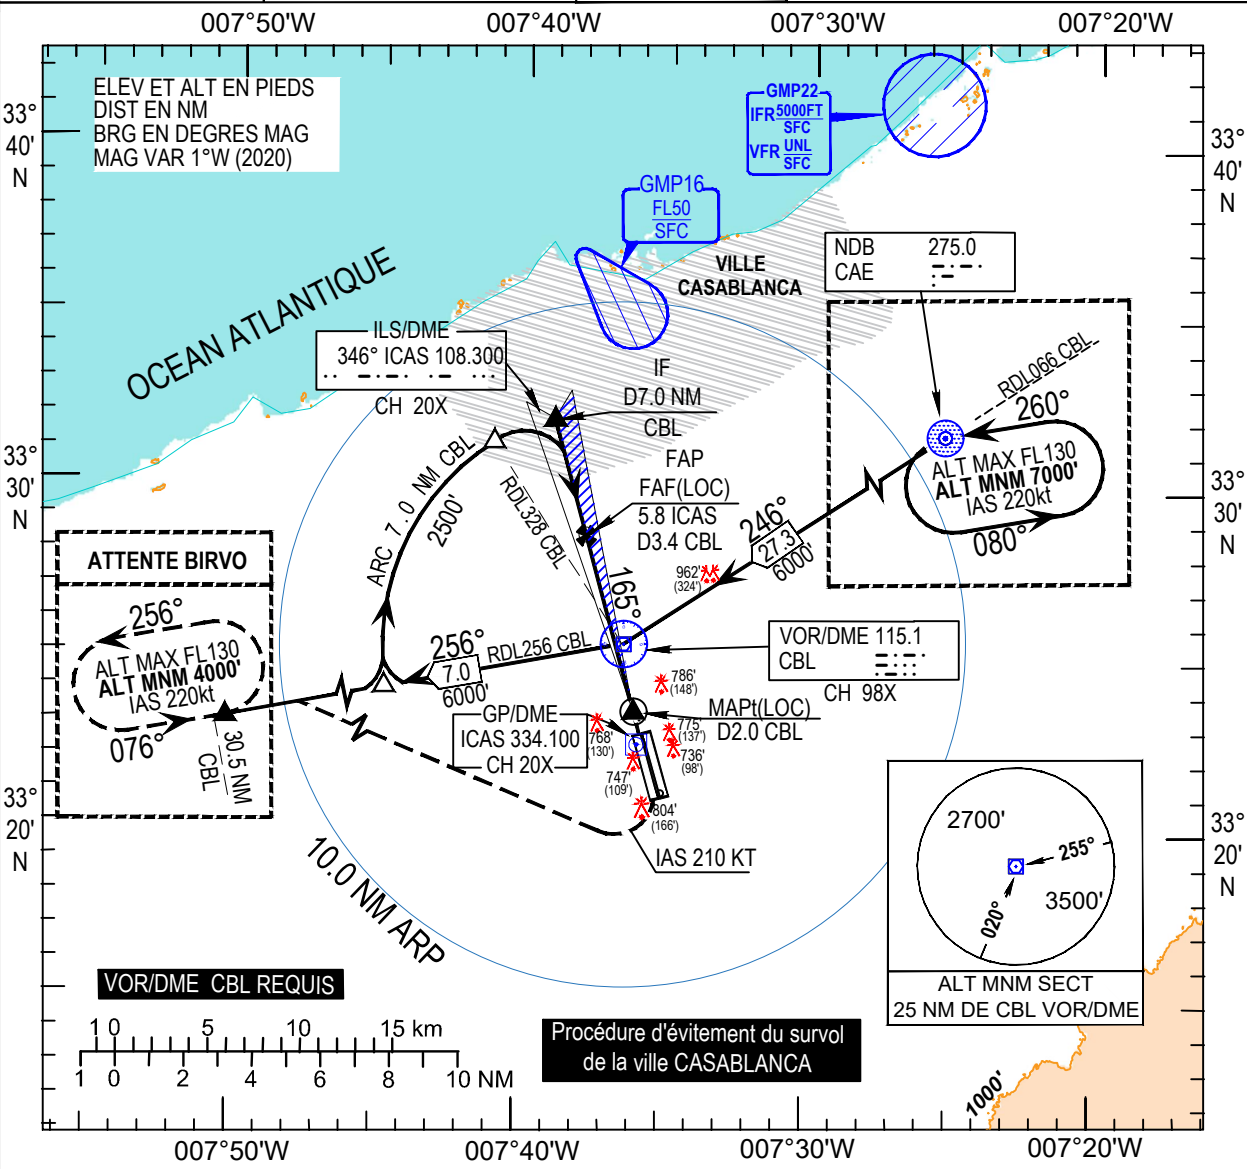 007°50'W
007°40'W
007°30'W
007°20'W
ELEV ET ALT EN PIEDS
DIST EN NM
BRG EN DEGRES MAG
MAG VAR 1°W (2020)
33°
40'
N
33°
40'
N
GMP22
IFR 5000FT
SFC
VFR UNL
SFC
GMP16
FL50
SFC
VILLE
CASABLANCA
NDB 275.0
CAE
OCEAN ATLANTIQUE
ILS/DME
346° ICAS 108.300
CH 20X
IF
D7.0 NM
CBL
FAP
FAF(LOC)
5.8 ICAS
D3.4 CBL
RDL066 CBL
260°
ALT MAX FL130
ALT MNM 7000'
IAS 220kt
080°
33°
30'
N
33°
30'
N
ARC 7.0 NM CBL
2500'
RDL328 CBL
165°
246°
27.3
6000'
962'
(324')
ATTENTE BIRVO
256°
ALT MAX FL130
ALT MNM 4000'
IAS 220kt
076°
30.5 NM
CBL
256°
7.0
6000'
RDL256 CBL
VOR/DME 115.1
CBL
CH 98X
786'
(148')
GP/DME
ICAS 334.100
CH 20X
MAPt(LOC)
D2.0 CBL
768'
(130')
775'
(137')
736'
(98')
747'
(109')
804'
(166')
IAS 210 KT
33°
20'
N
33°
20'
N
10.0 NM ARP
2700'
255°
3500'
020°
ALT MNM SECT
25 NM DE CBL VOR/DME
VOR/DME CBL REQUIS
1 0 5 10 15 km
1 0 2 4 6 8 10 NM
Procédure d'évitement du survol
de la ville CASABLANCA
1000'
007°50'W
007°40'W
007°30'W
007°20'W